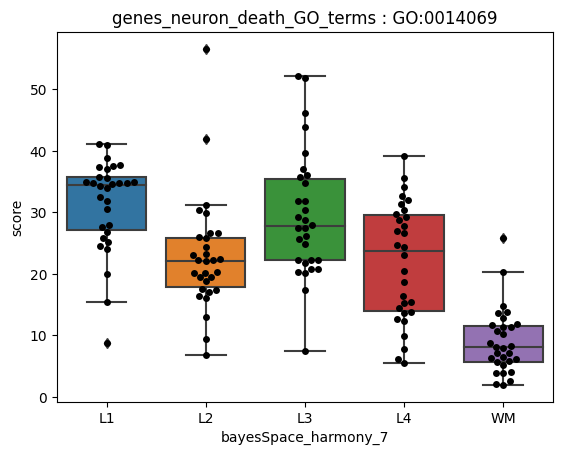 genes_neuron_death_GO_terms : GO:0014069
score
50
40
30
20
10
0
L1 L2 L3 L4 WM
bayesSpace_harmony_7